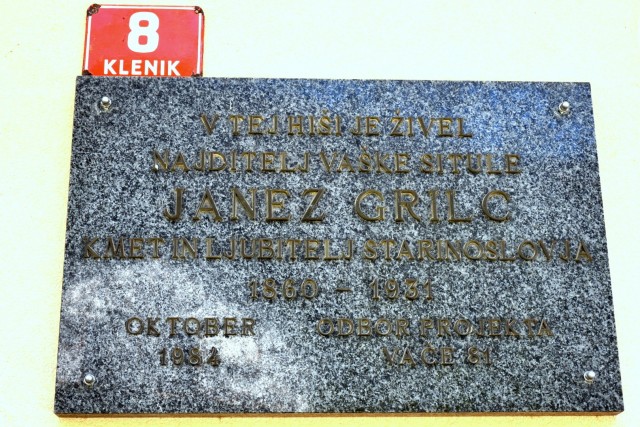 8
KLENIK
V TEJ HIŠI JE ŽIVEL
NAJDITELJ VAŠKE SITULE
JANEZ GRILC
KMET IN LJUBITELJ STARINOSLOVJA
1860 - 1931
OKTOBER ODBOR PROJEKTA
1982 VAČE 81